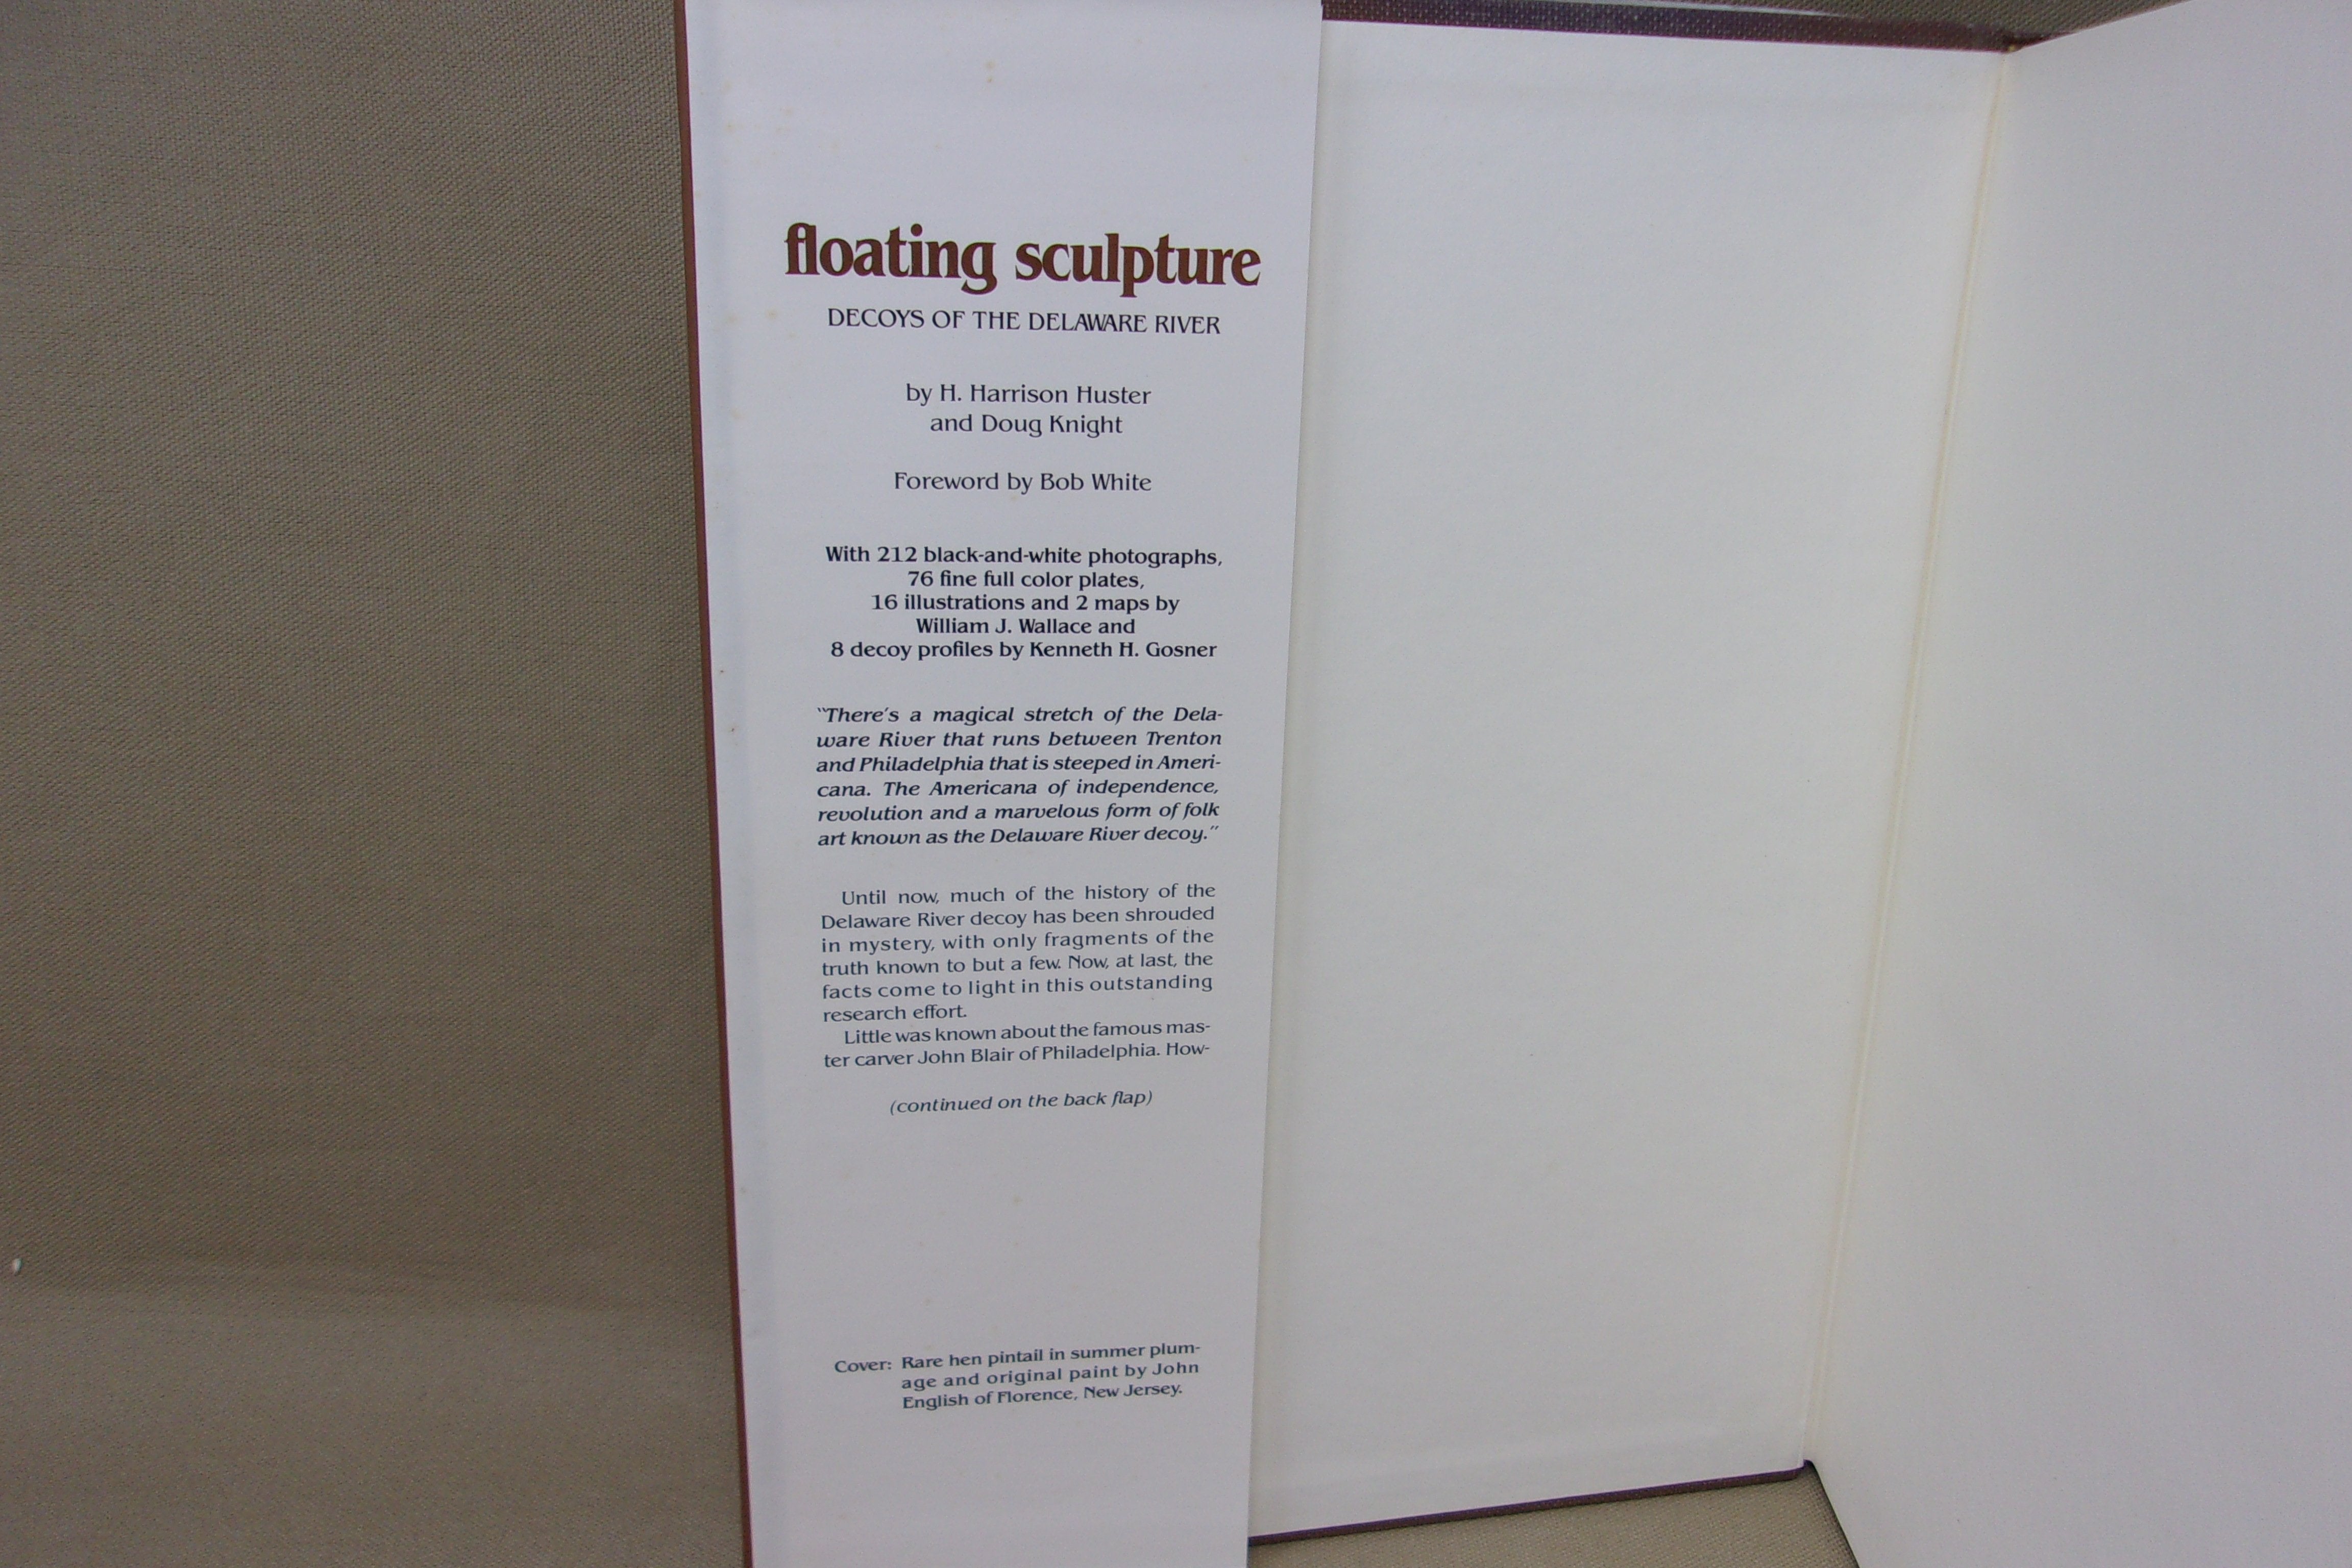 floating sculpture
DECOYS OF THE DELAWARE RIVER
by H. Harrison Huster
and Doug Knight
Foreword by Bob White
With 212 black-and-white photographs,
76 fine full color plates,
16 illustrations and 2 maps by
William J. Wallace and
8 decoy profiles by Kenneth H. Gosner
"There's a magical stretch of the Dela-
ware River that runs between Trenton
and Philadelphia that is steeped in Ameri-
cana. The Americana of independence,
revolution and a marvelous form of folk
art known as the Delaware River decoy."
Until now, much of the history of the
Delaware River decoy has been shrouded
in mystery, with only fragments of the
truth known to but a few. Now, at last, the
facts come to light in this outstanding
research effort.
Little was known about the famous mas-
ter carver John Blair of Philadelphia. How-
(continued on the back flap)
Cover: Rare hen pintail in summer plum-
age and original paint by John
English of Florence, New Jersey.